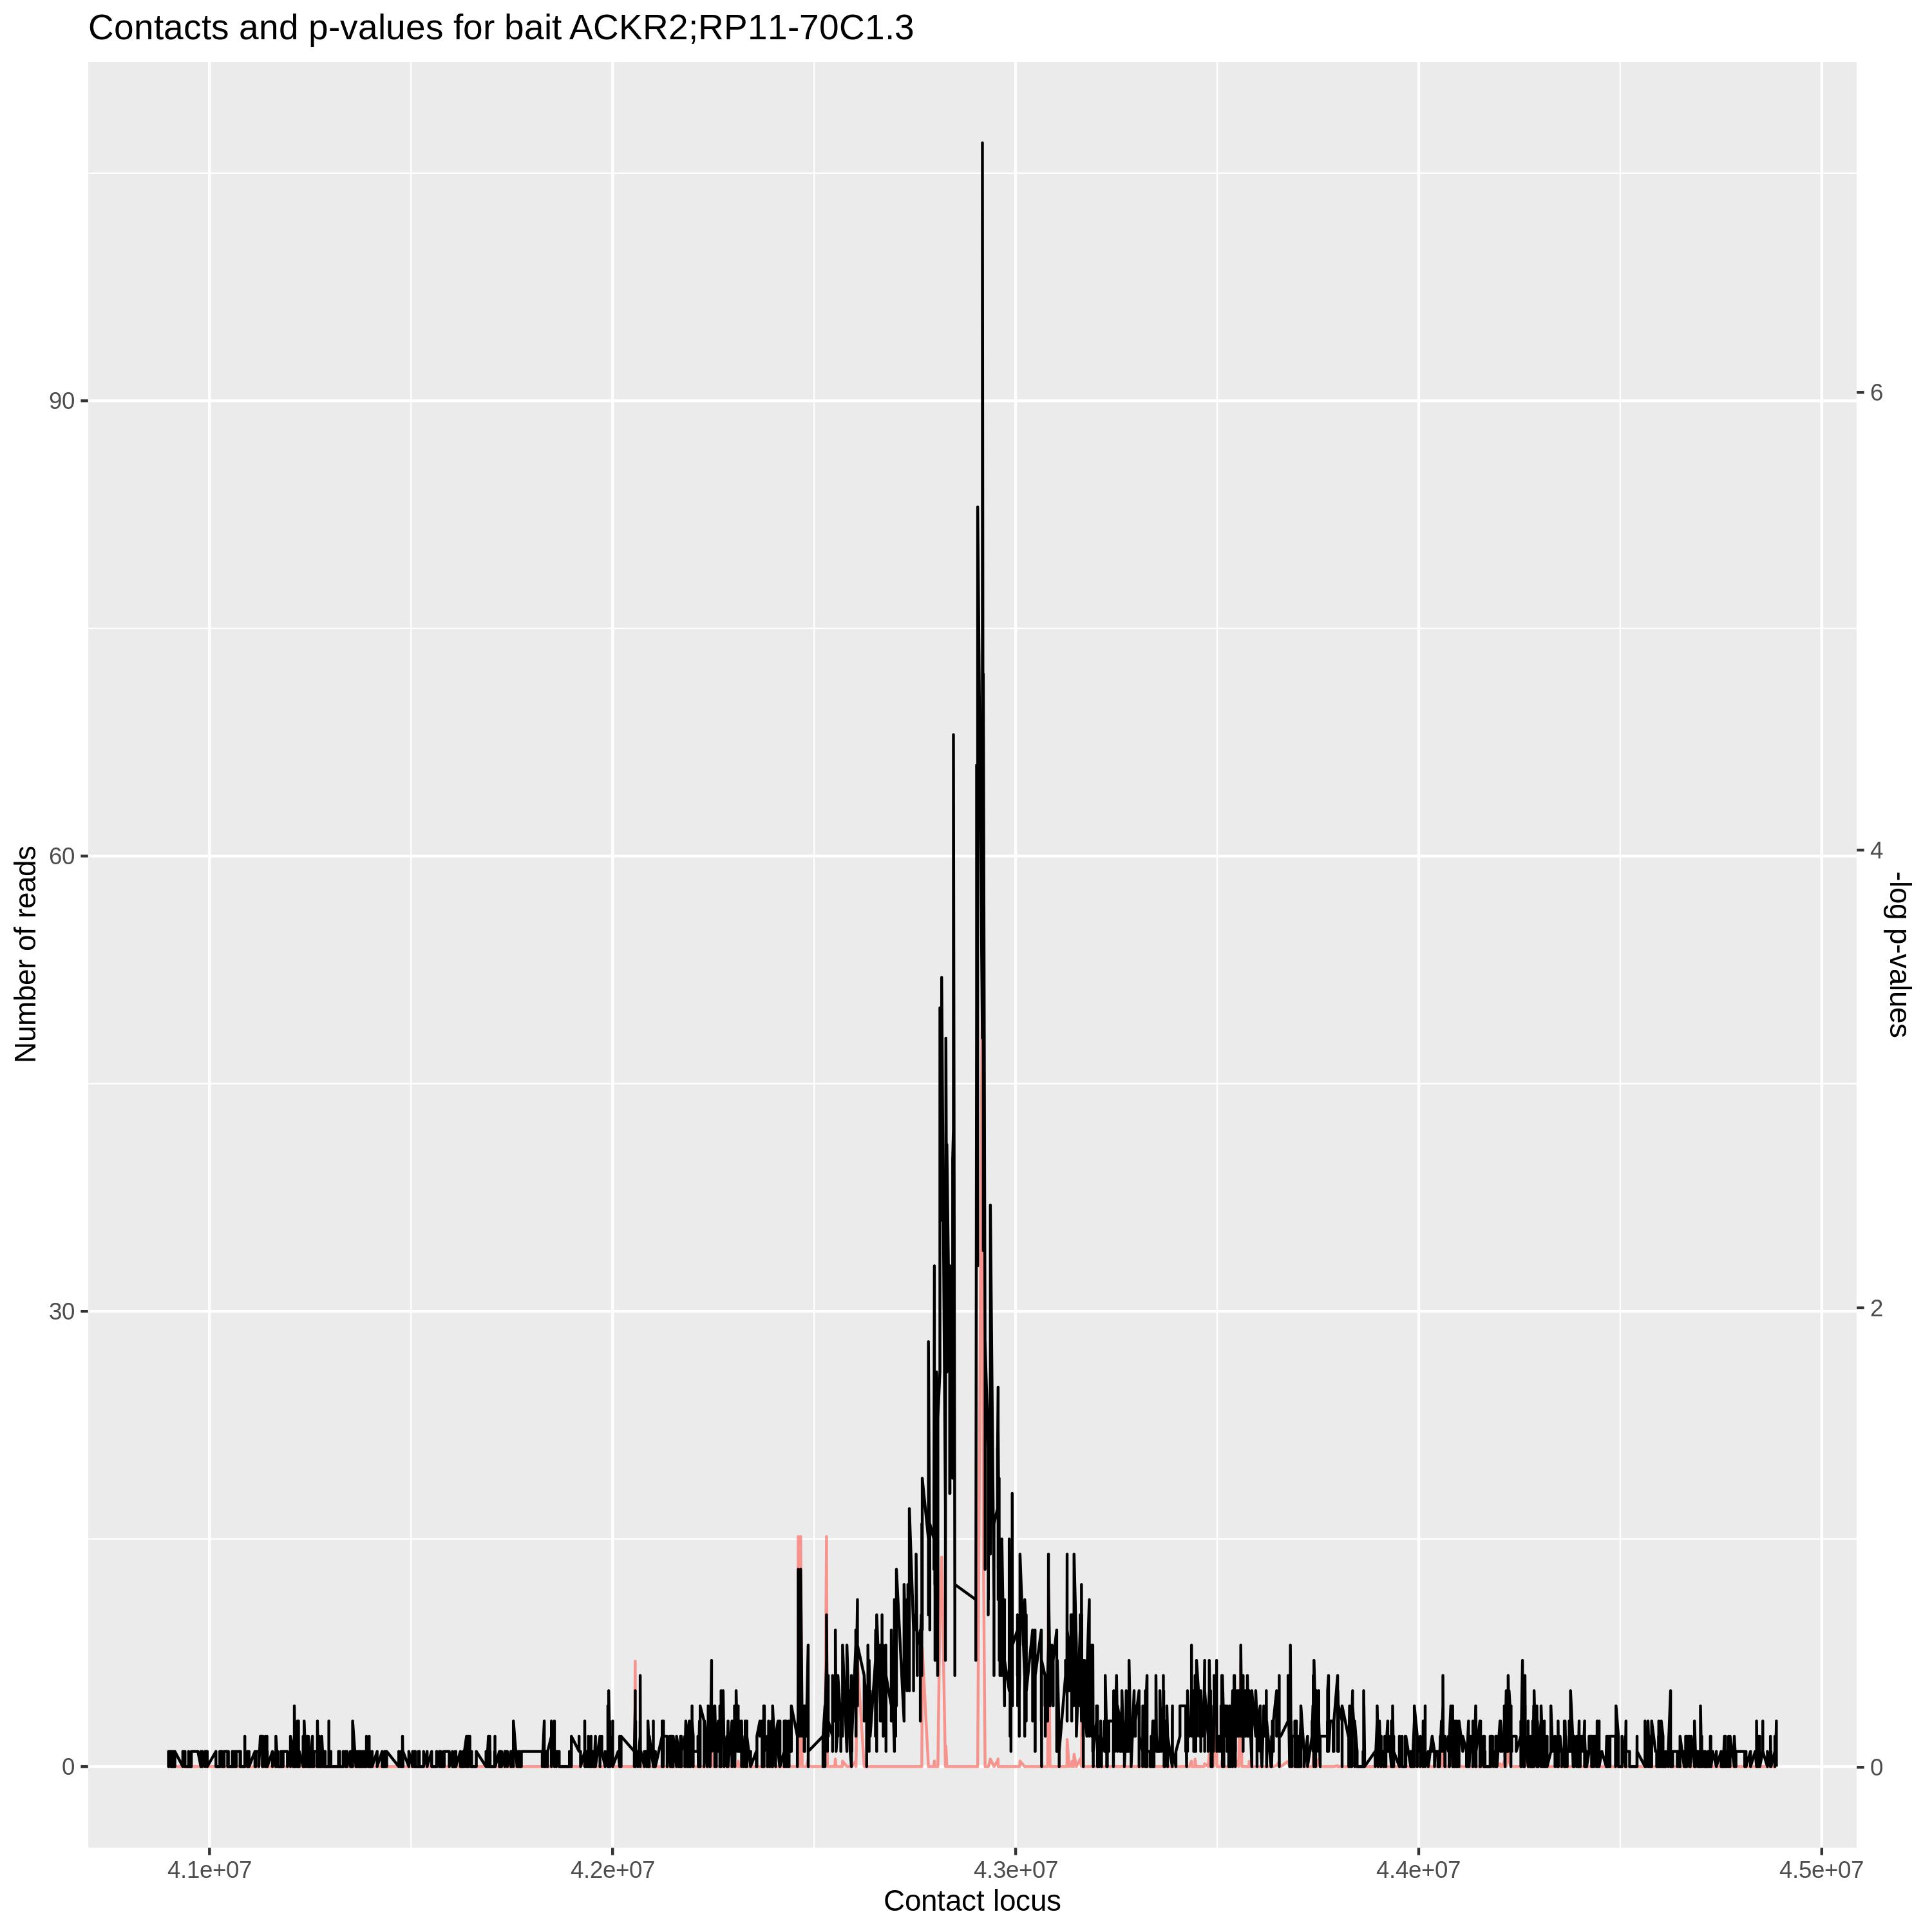 Contacts and p-values for bait ACKR2;RP11-70C1.3
90
60
30
0
Number of reads
6
4
2
0
-log p-values
4.1e+07
4.2e+07
4.3e+07
4.4e+07
4.5e+07
Contact locus